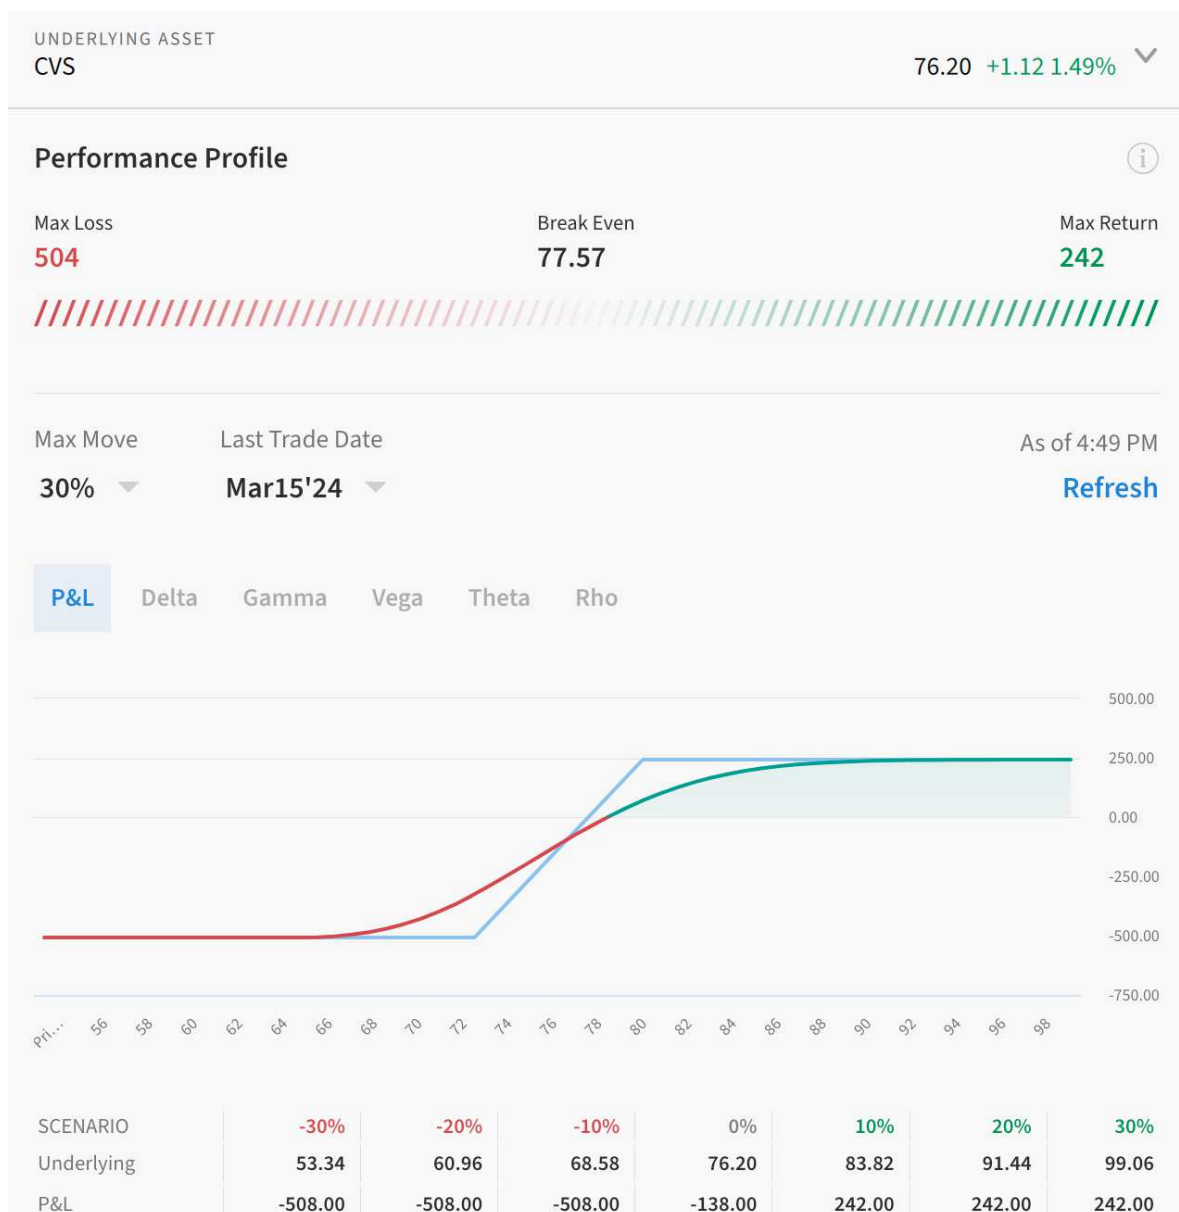 UNDERLYING ASSET
CVS 76.20 +1.12 1.49%
Performance Profile
Max Loss Break Even Max Return
504 77.57 242
Max Move Last Trade Date As of 4:49 PM
30% Mar15'24 Refresh
P&L Delta Gamma Vega Theta Rho
500.00
250.00
0.00
-250.00
-500.00
-750.00
Pri... 56 58 60 62 64 66 68 70 72 74 76 78 80 82 84 86 88 90 92 94 96 98
SCENARIO -30% -20% -10% 0% 10% 20% 30%
Underlying 53.34 60.96 68.58 76.20 83.82 91.44 99.06
P&L -508.00 -508.00 -508.00 -138.00 242.00 242.00 242.00